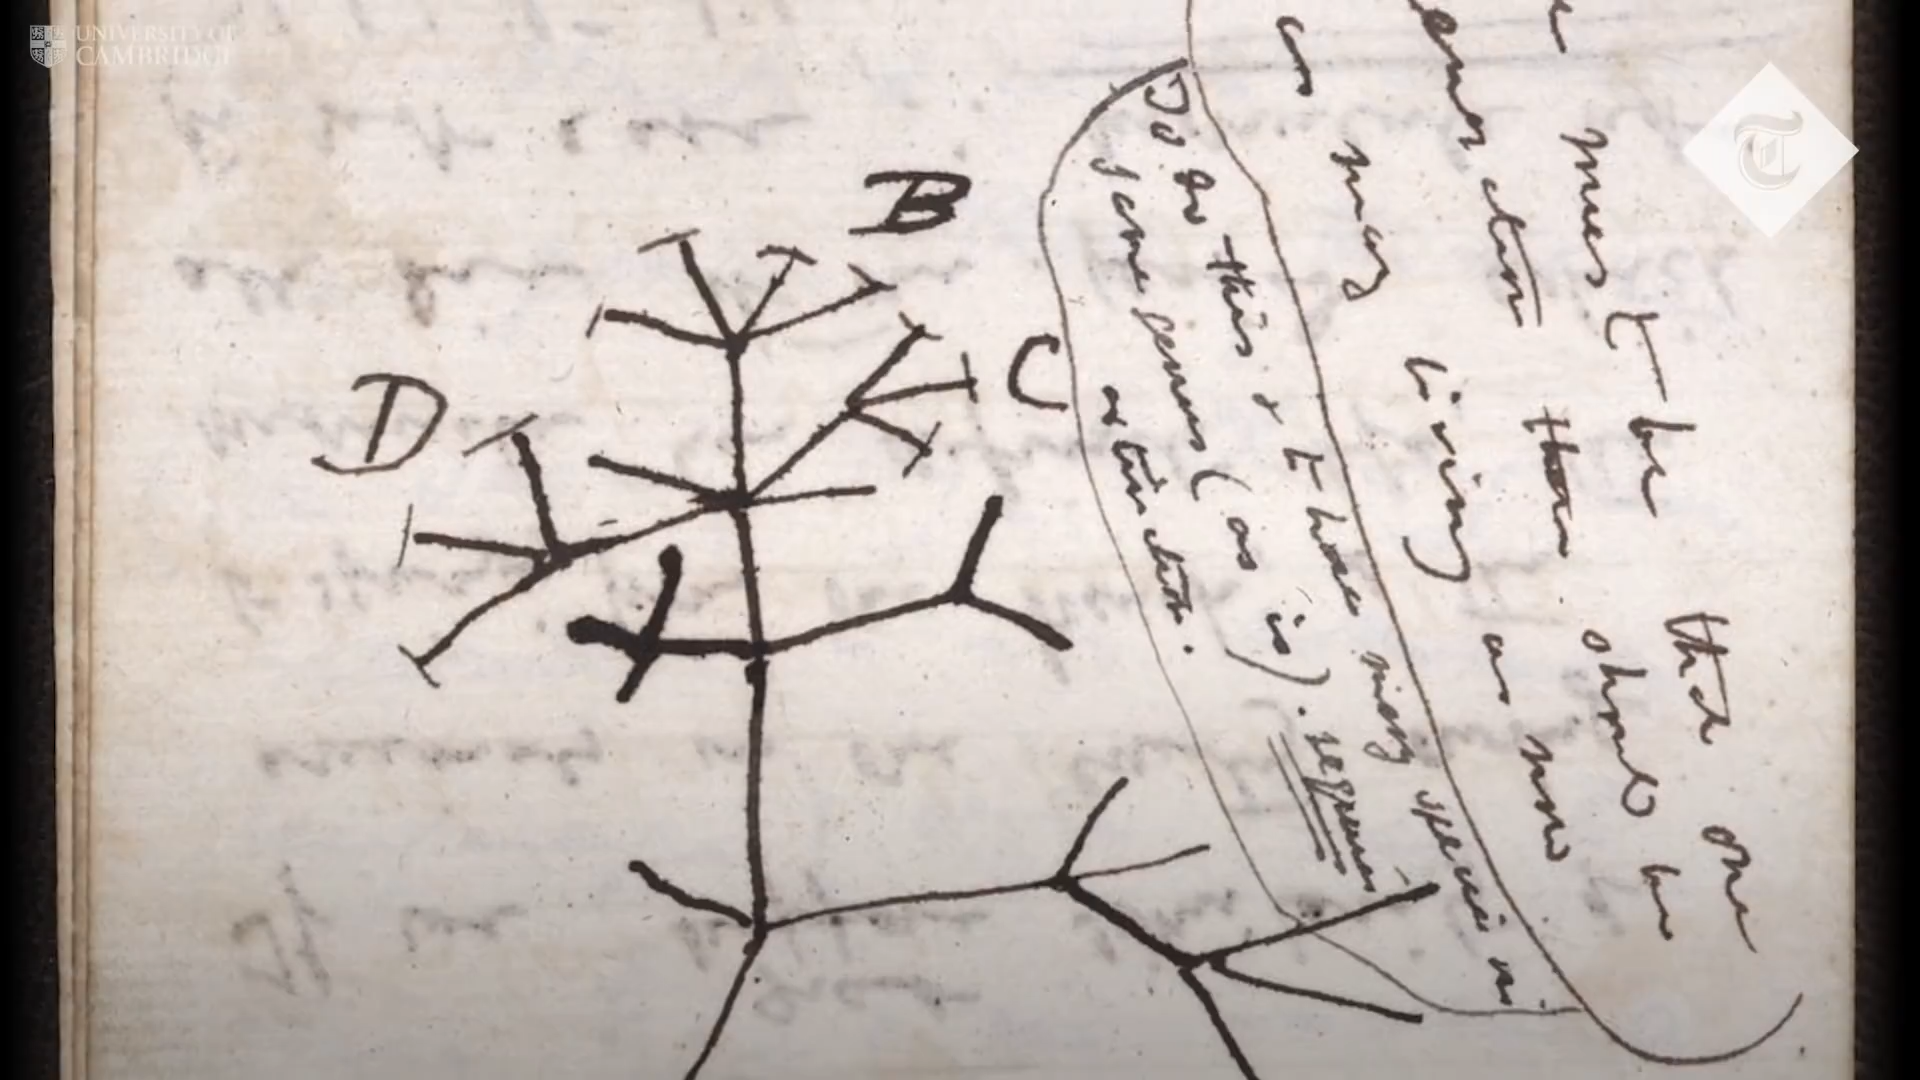 UNIVERSITY OF
CAMBRIDGE
T
must be that one
eneration then should be
as many living as now
To do this & to have many species in
same genus (as is). requires
extinction.
B
C
D